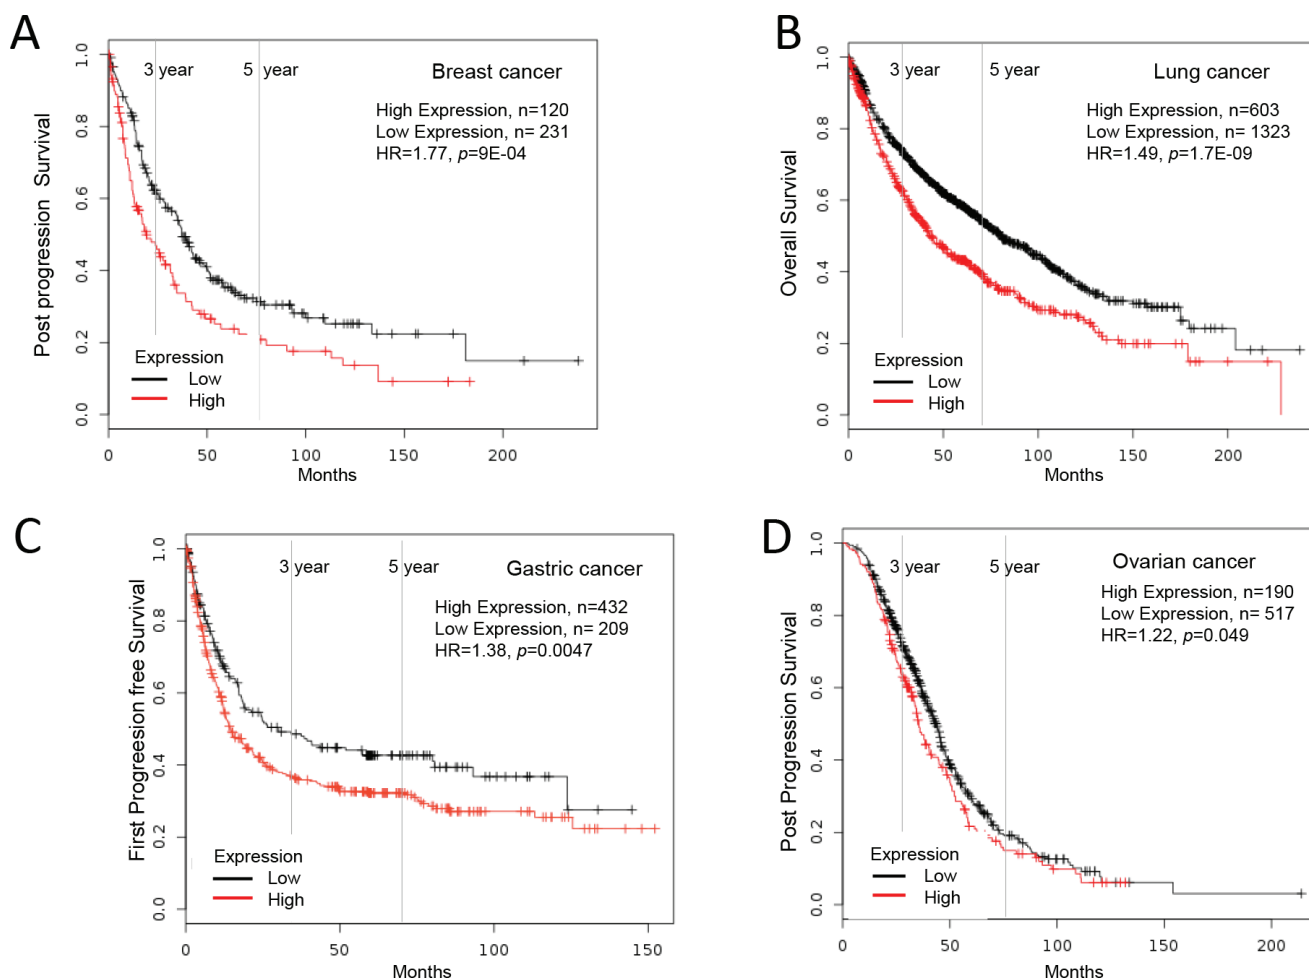 A
Post progression Survival
1.0
0.8
0.6
0.4
0.2
0.0
3 year
5 year
Breast cancer
High Expression, n=120
Low Expression, n= 231
HR=1.77, p=9E-04
Expression
Low
High
0
50
100
150
200
Months
B
Overall Survival
1.0
0.8
0.6
0.4
0.2
0.0
3 year
5 year
Lung cancer
High Expression, n=603
Low Expression, n= 1323
HR=1.49, p=1.7E-09
Expression
Low
High
0
50
100
150
200
Months
C
First Progreesion free Survival
1.0
0.8
0.6
0.4
0.2
0.0
3 year
5 year
Gastric cancer
High Expression, n=432
Low Expression, n= 209
HR=1.38, p=0.0047
Expression
Low
High
0
50
100
150
Months
D
Post Progression Survival
1.0
0.8
0.6
0.4
0.2
0.0
3 year
5 year
Ovarian cancer
High Expression, n=190
Low Expression, n= 517
HR=1.22, p=0.049
Expression
Low
High
0
50
100
150
200
Months